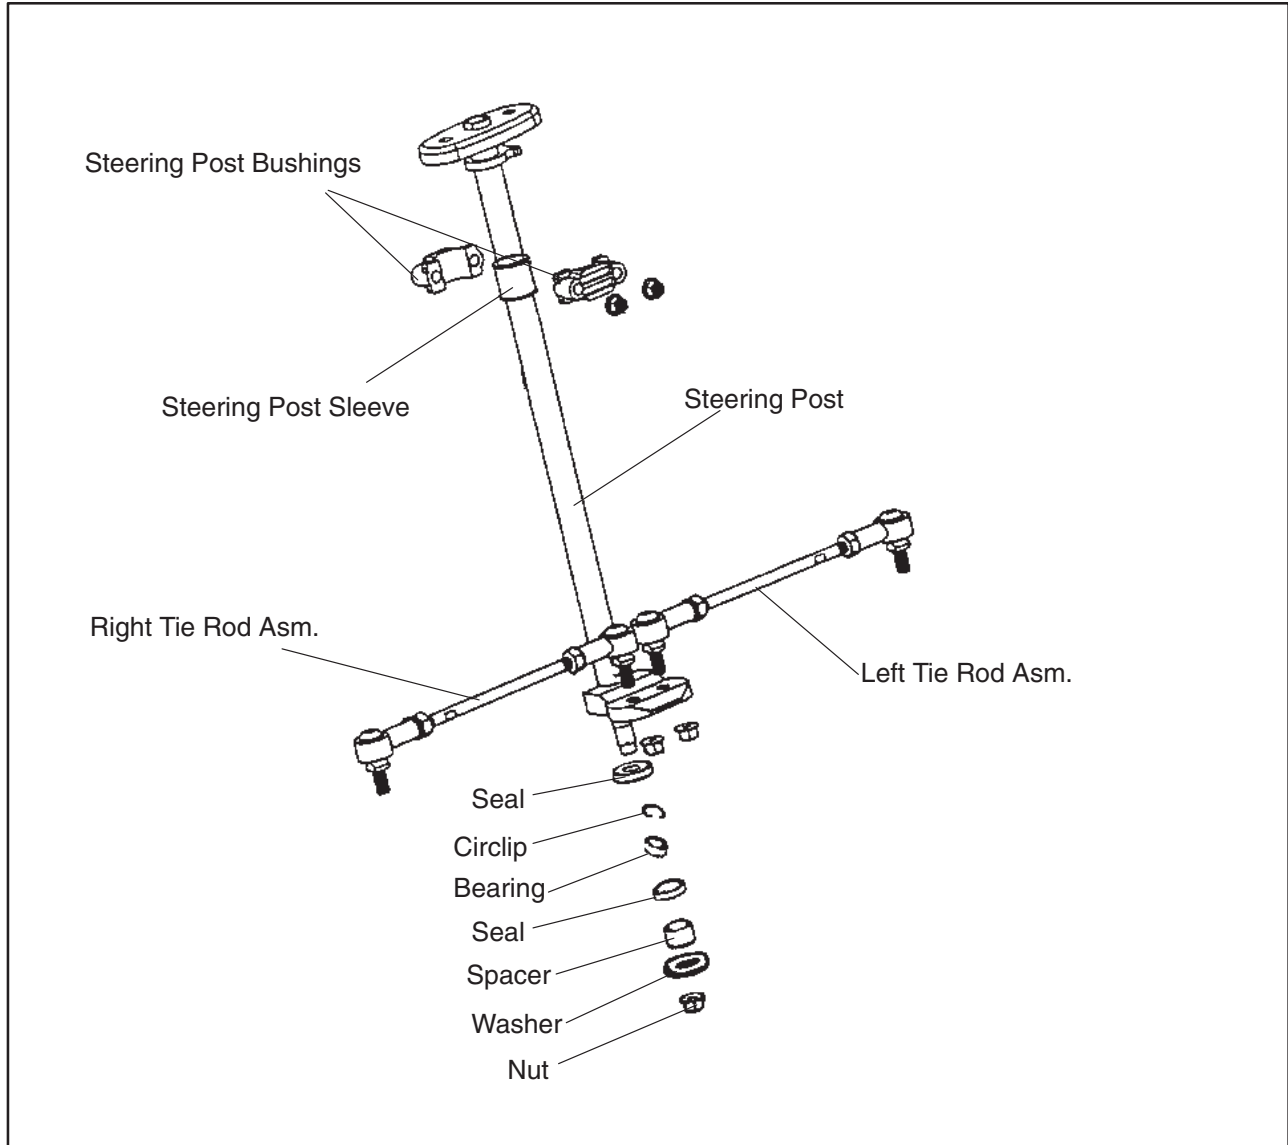 Steering Post Bushings
Steering Post Sleeve
Steering Post
Right Tie Rod Asm.
Left Tie Rod Asm.
Seal
Circlip
Bearing
Seal
Spacer
Washer
Nut